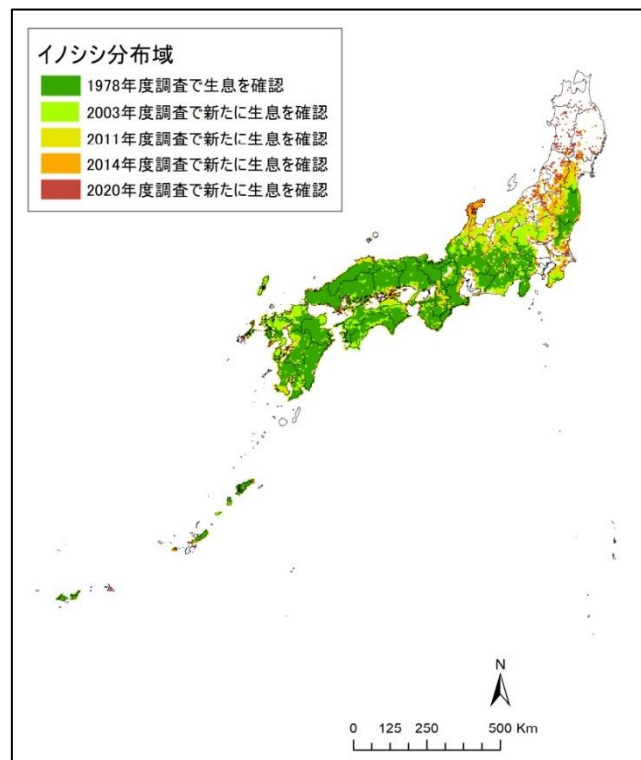 イノシシ分布域
1978年度調査で生息を確認
2003年度調査で新たに生息を確認
2011年度調査で新たに生息を確認
2014年度調査で新たに生息を確認
2020年度調査で新たに生息を確認
N
0 125 250 500 Km